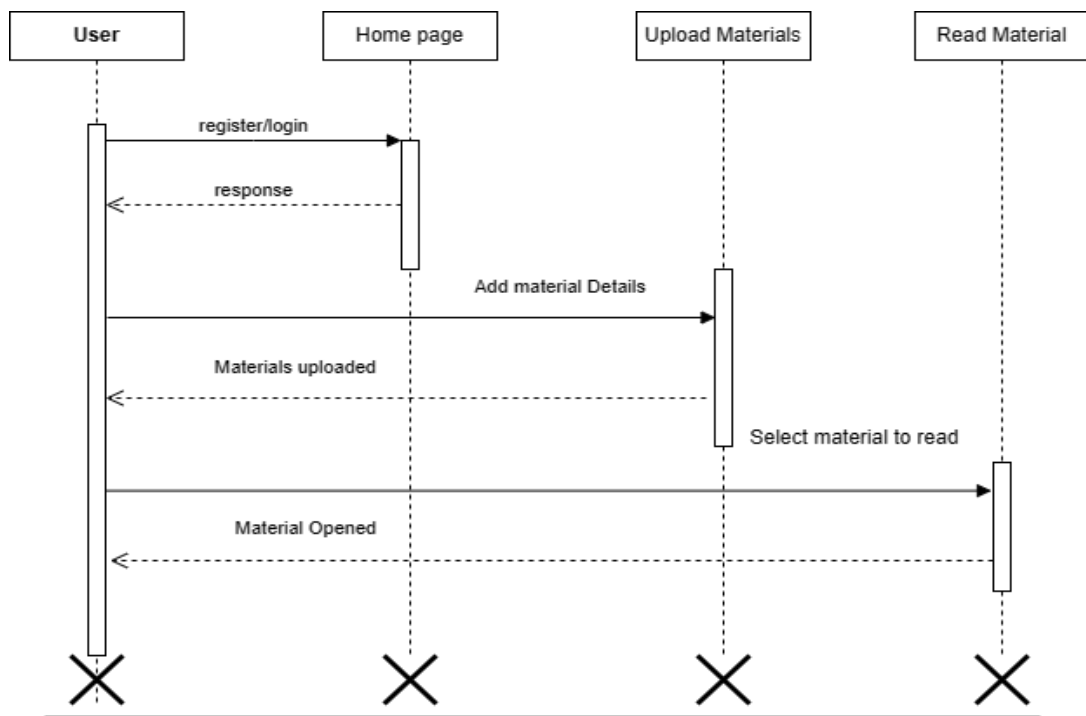 User
Home page
Upload Materials
Read Material
register/login
response
Add material Details
Materials uploaded
Select material to read
Material Opened